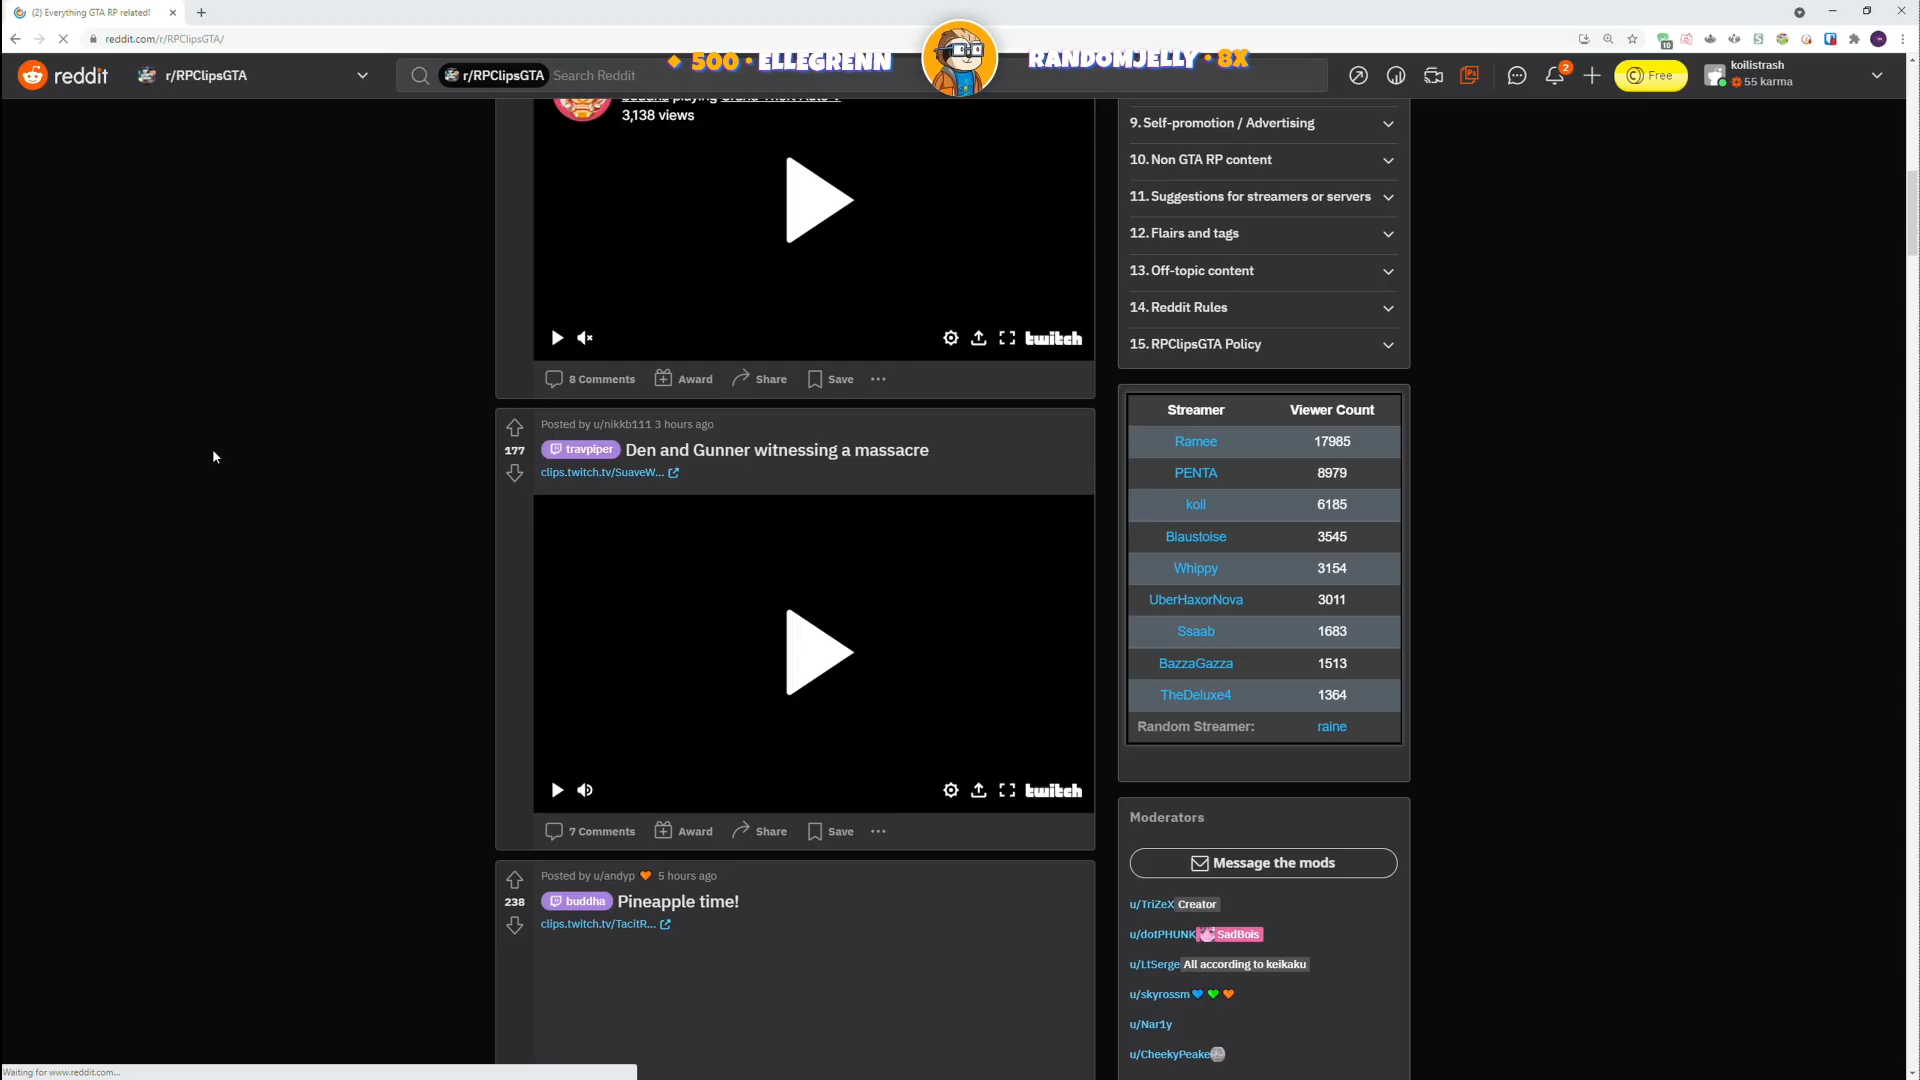 (2) Everything GTA RP related!
reddit.com/r/RPClipsGTA/
reddit
r/RPClipsGTA
r/RPClipsGTA Search Reddit
500 • ELLEGRENN
RANDOMJELLY • 8X
10
2
Free
koilistrash
55 karma
3,138 views
twitch
8 Comments
Award
Share
Save
Posted by u/nikkb111 3 hours ago
177
travpiper Den and Gunner witnessing a massacre
clips.twitch.tv/SuaveW...
twitch
7 Comments
Award
Share
Save
Posted by u/andyp 5 hours ago
238
buddha Pineapple time!
clips.twitch.tv/TacitR...
9. Self-promotion / Advertising
10. Non GTA RP content
11. Suggestions for streamers or servers
12. Flairs and tags
13. Off-topic content
14. Reddit Rules
15. RPClipsGTA Policy
Streamer Viewer Count
Ramee 17985
PENTA 8979
koil 6185
Blaustoise 3545
Whippy 3154
UberHaxorNova 3011
Ssaab 1683
BazzaGazza 1513
TheDeluxe4 1364
Random Streamer: raine
Moderators
Message the mods
u/TriZeX Creator
u/dotPHUNK SadBois
u/LtSerge All according to keikaku
u/skyrossm
u/Nar1y
u/CheekyPeake
Waiting for www.reddit.com...